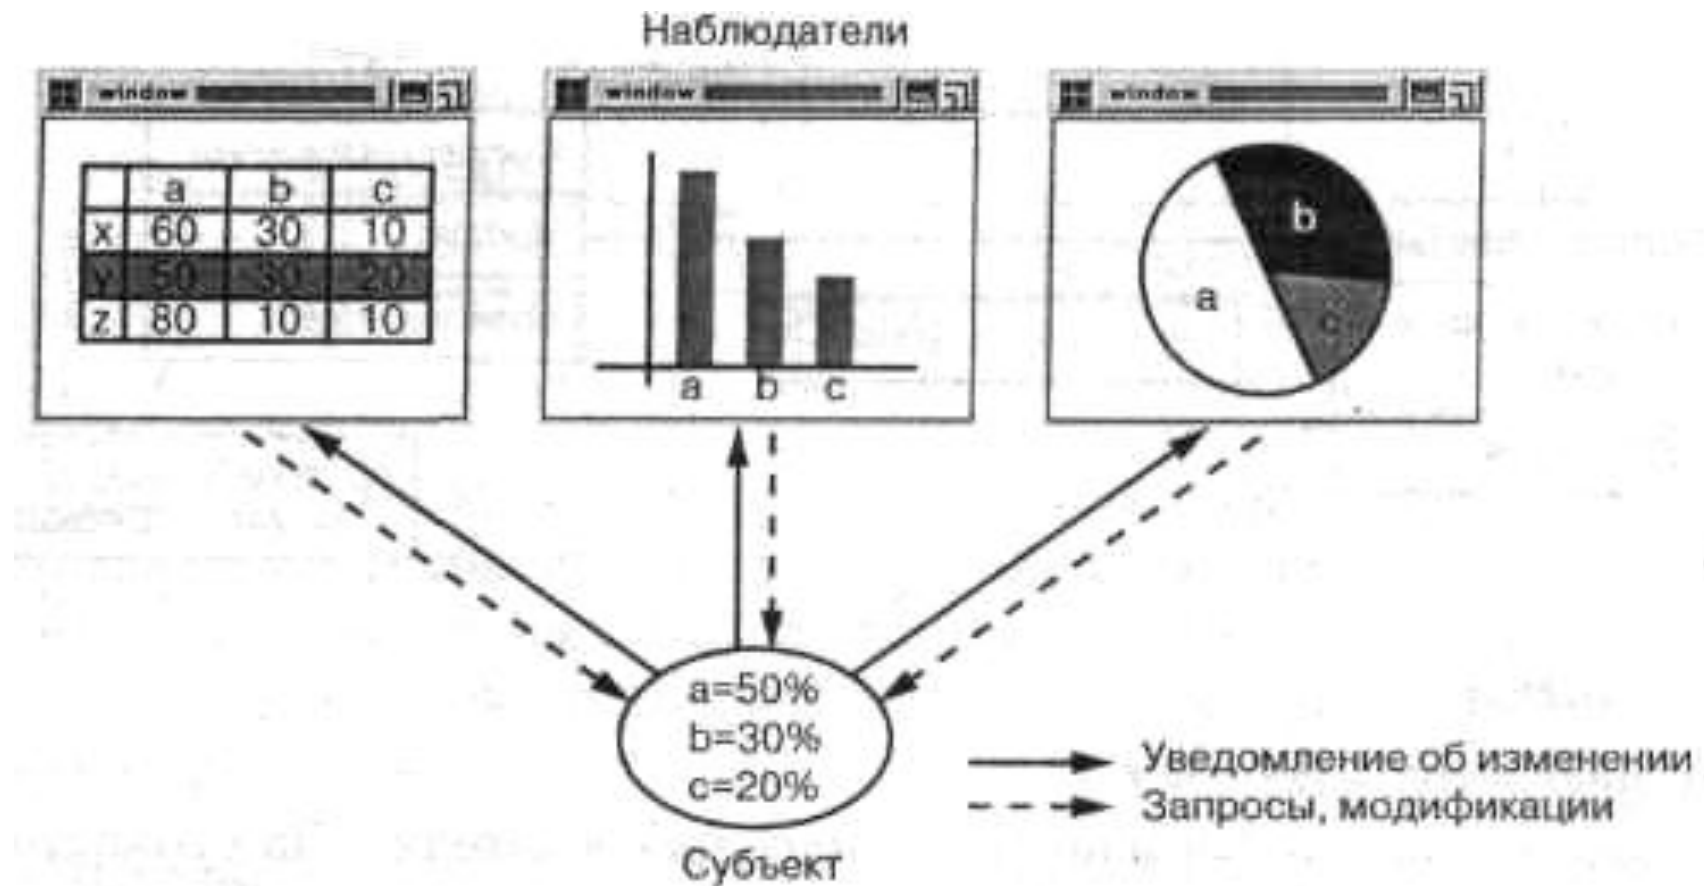 Наблюдатели
window
window
window
a b c
x 60 30 10
y 50 30 20
z 80 10 10
a b c
b
a
c
a=50%
b=30%
c=20%
Уведомление об изменении
Запросы, модификации
Субъект